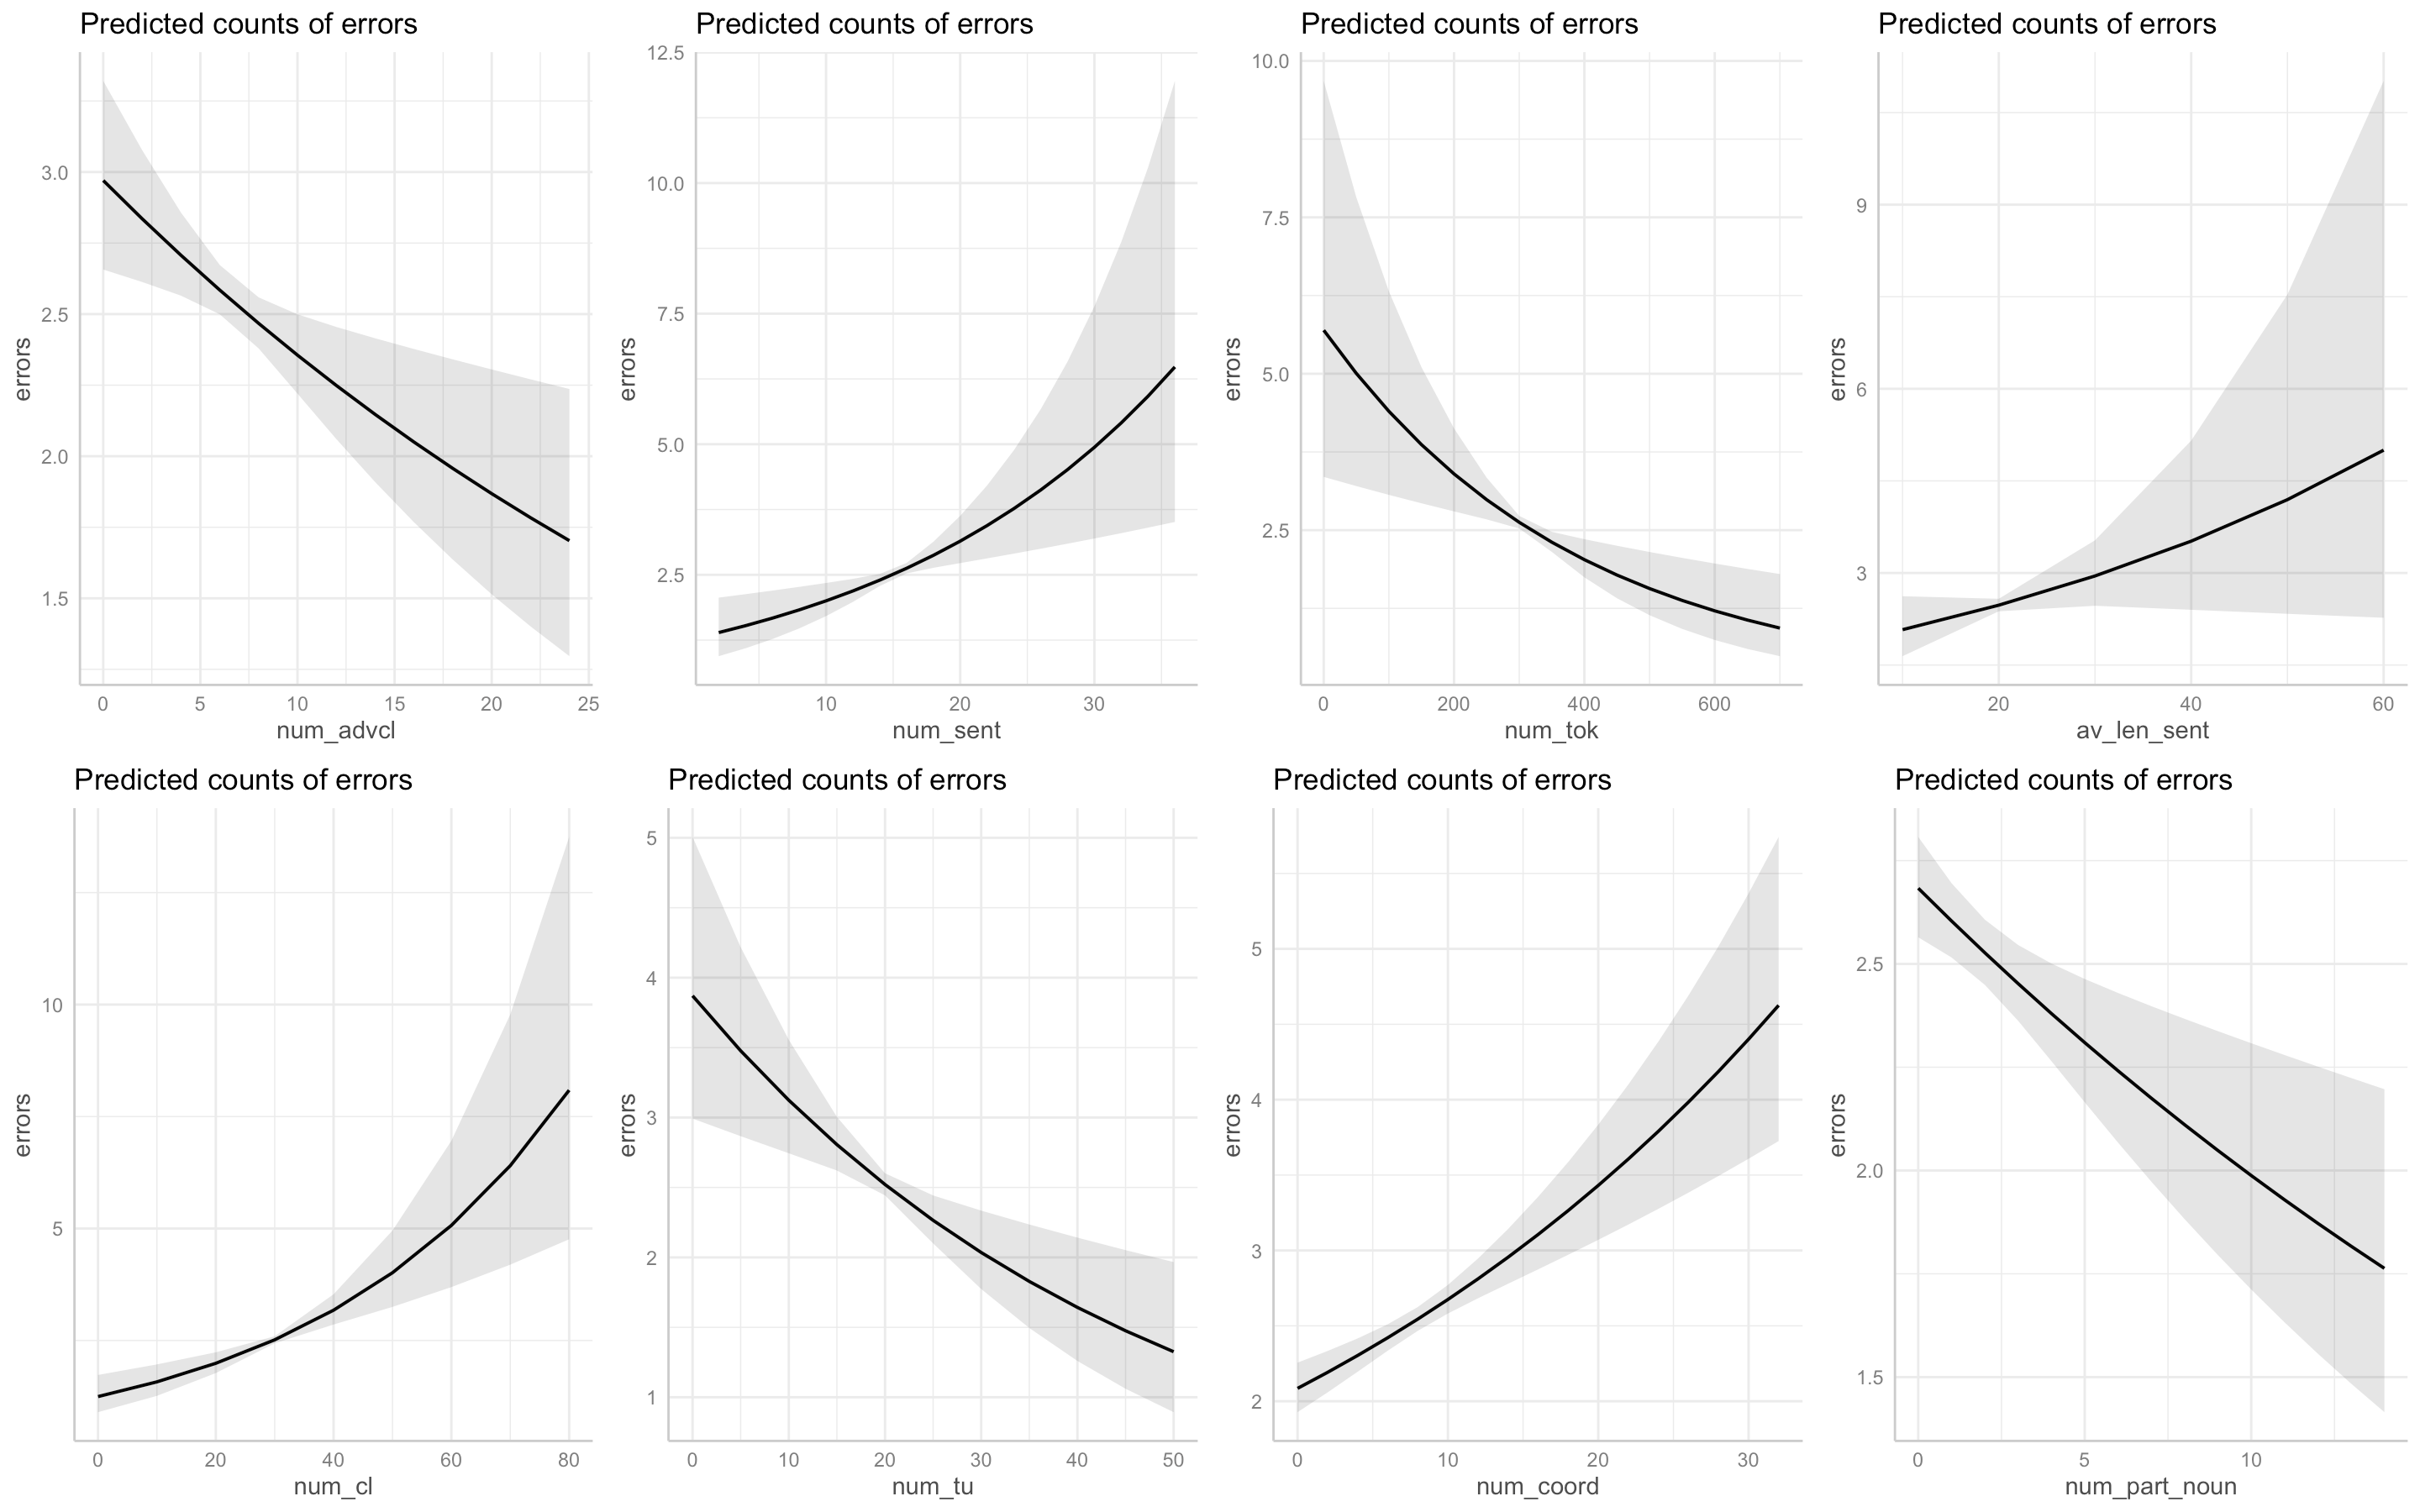 Predicted counts of errors
3.0
2.5
2.0
1.5
errors
0 5 10 15 20 25
num_advcl
Predicted counts of errors
12.5
10.0
7.5
5.0
2.5
errors
10 20 30
num_sent
Predicted counts of errors
10.0
7.5
5.0
2.5
errors
0 200 400 600
num_tok
Predicted counts of errors
9
6
3
errors
20 40 60
av_len_sent
Predicted counts of errors
10
5
errors
0 20 40 60 80
num_cl
Predicted counts of errors
5
4
3
2
1
errors
0 10 20 30 40 50
num_tu
Predicted counts of errors
5
4
3
2
errors
0 10 20 30
num_coord
Predicted counts of errors
2.5
2.0
1.5
errors
0 5 10
num_part_noun